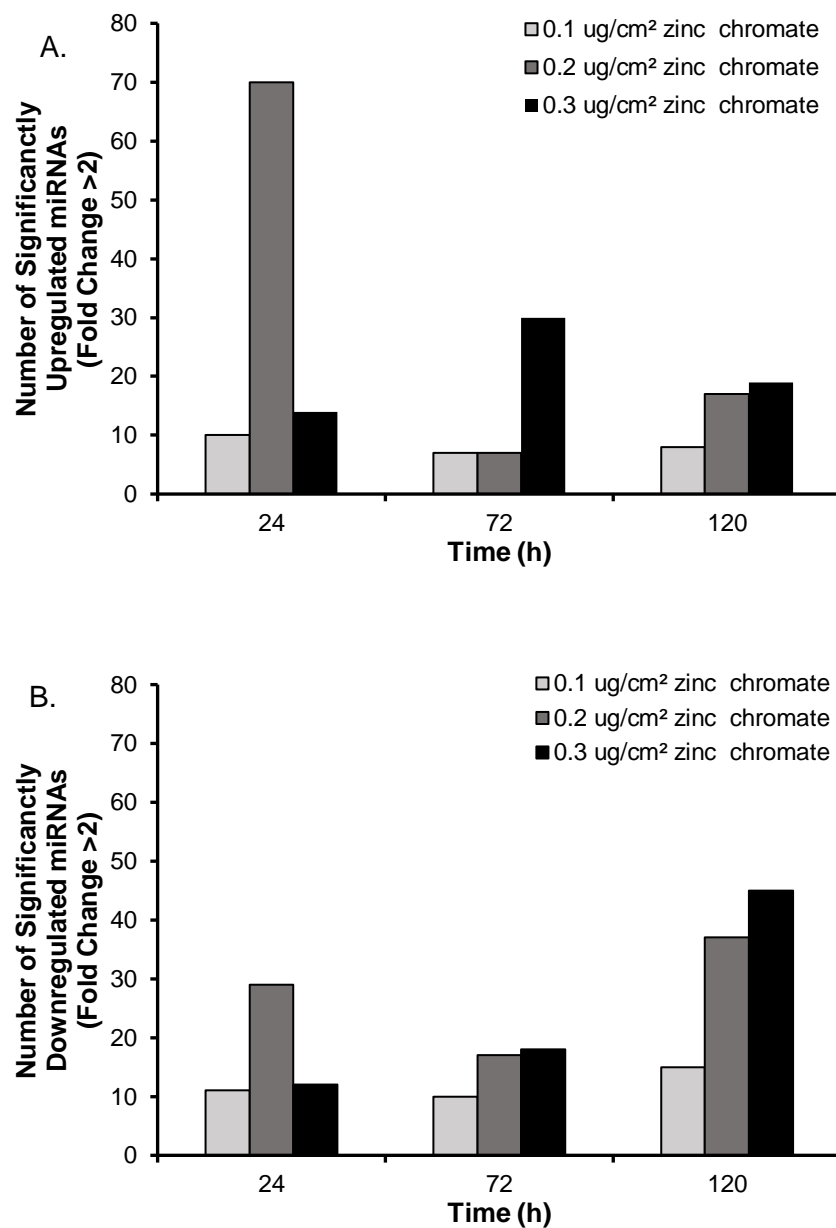 A.
0.1 ug/cm² zinc chromate
0.2 ug/cm² zinc chromate
0.3 ug/cm² zinc chromate
Number of Significanctly
Upregulated miRNAs
(Fold Change >2)
80
70
60
50
40
30
20
10
0
24 72 120
Time (h)
B.
0.1 ug/cm² zinc chromate
0.2 ug/cm² zinc chromate
0.3 ug/cm² zinc chromate
Number of Significanctly
Downregulated miRNAs
(Fold Change >2)
80
70
60
50
40
30
20
10
0
24 72 120
Time (h)